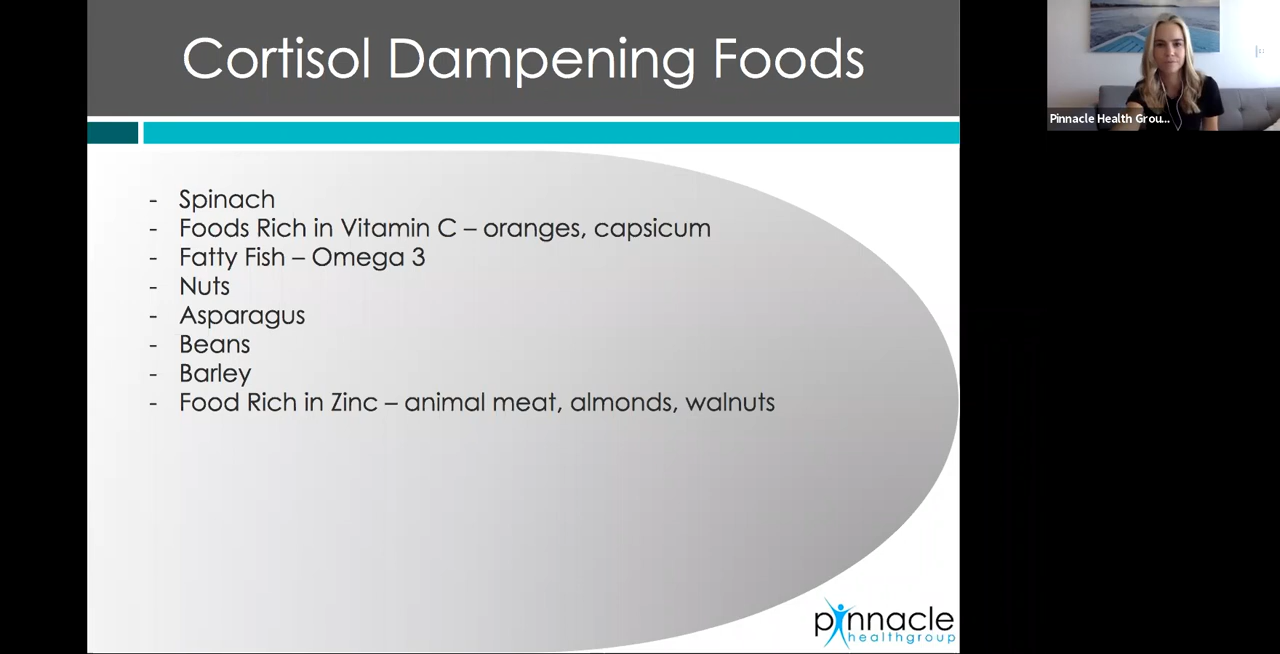 Cortisol Dampening Foods
Pinnacle Health Grou...
- Spinach
- Foods Rich in Vitamin C – oranges, capsicum
- Fatty Fish – Omega 3
- Nuts
- Asparagus
- Beans
- Barley
- Food Rich in Zinc – animal meat, almonds, walnuts
pinnacle
healthgroup